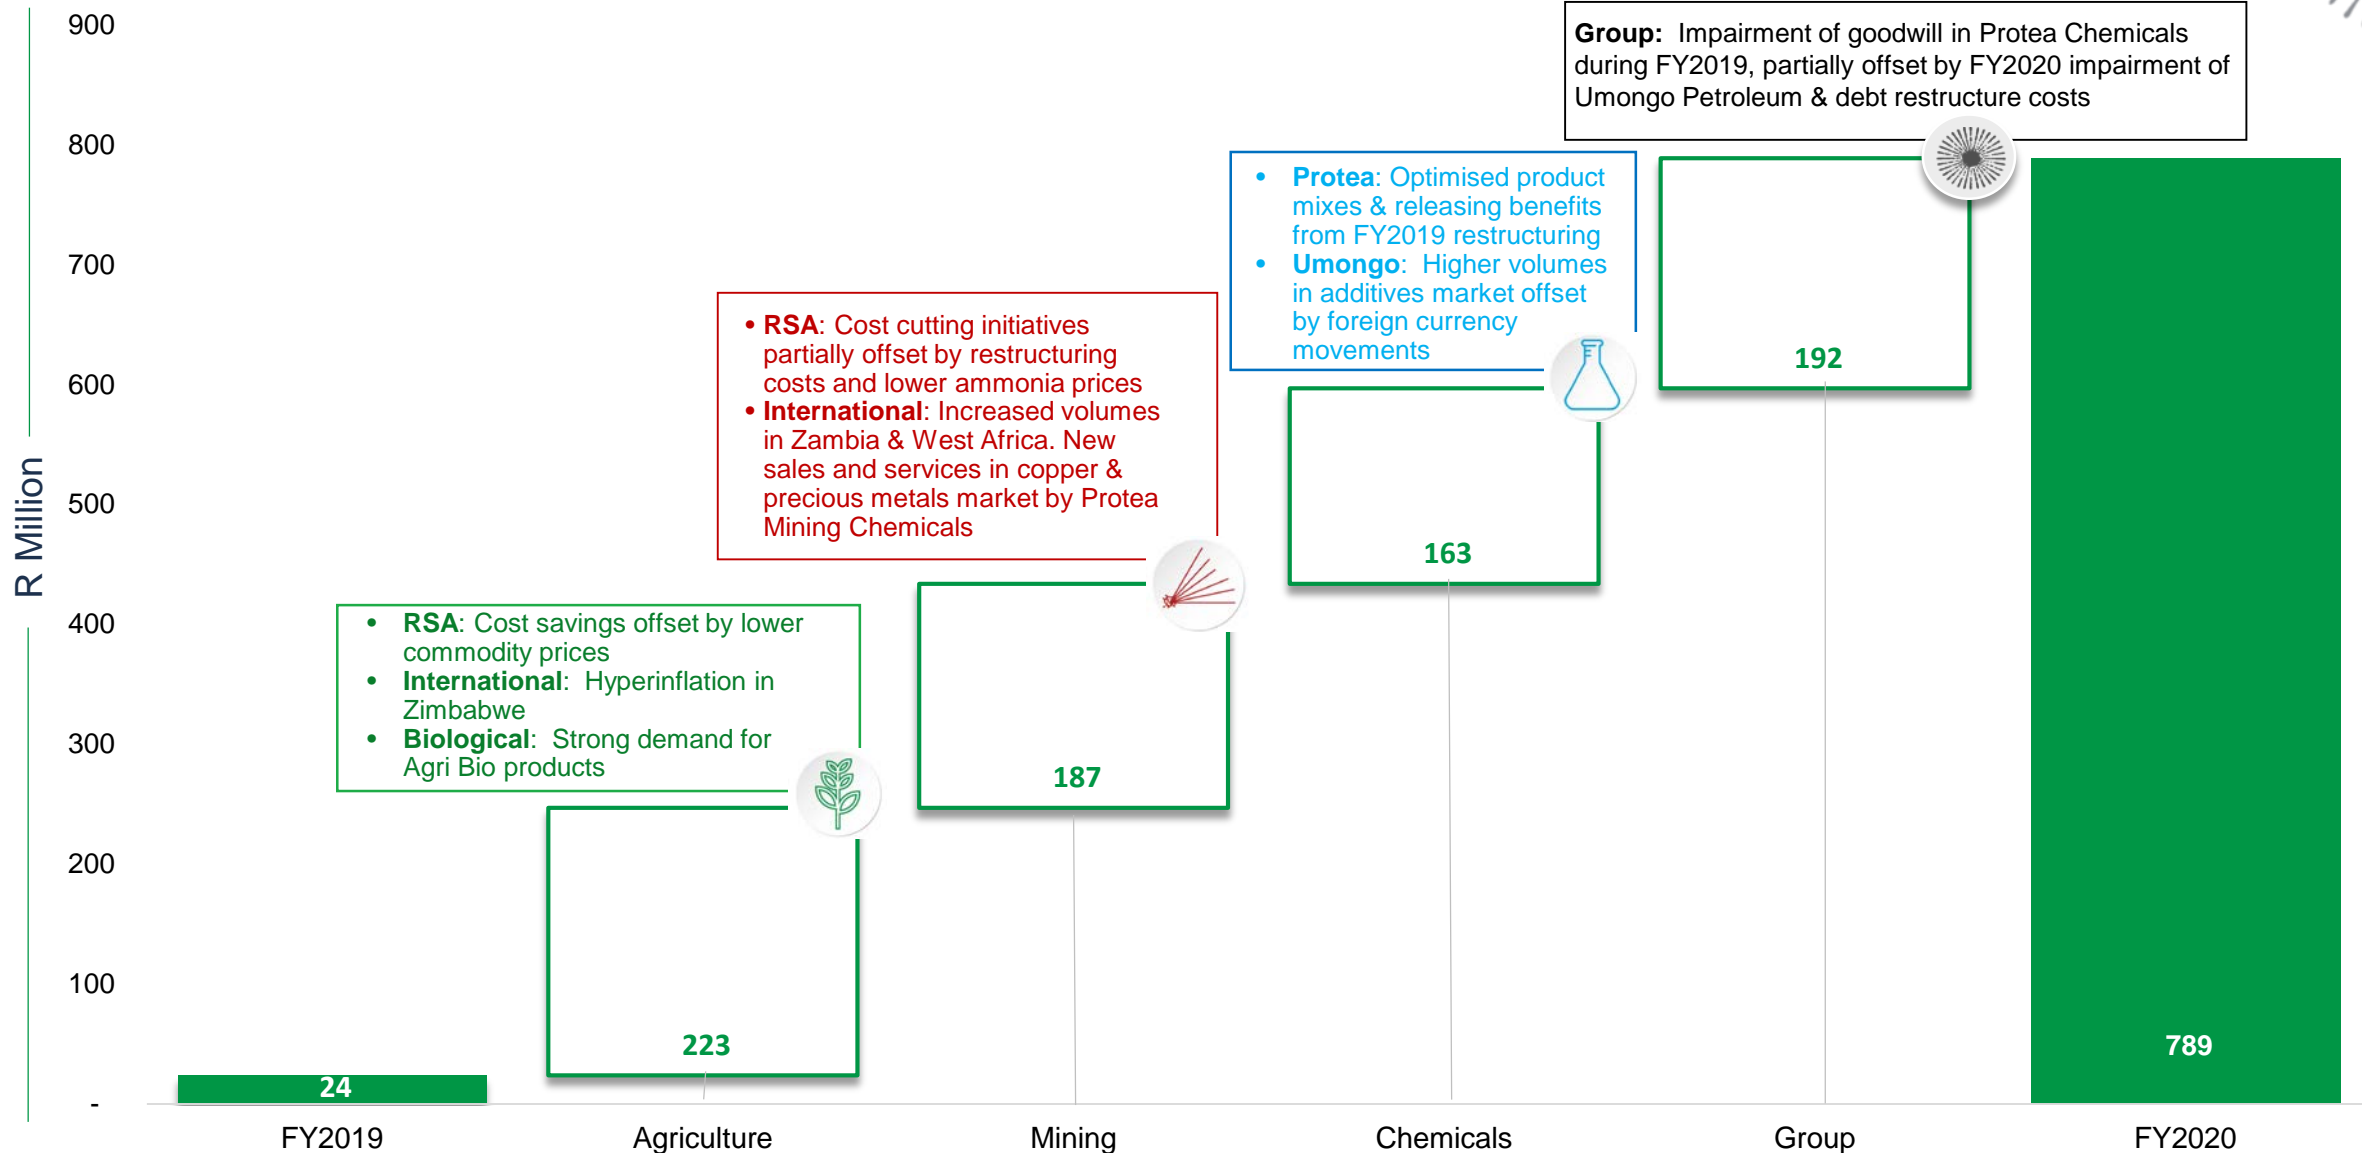 900
800
700
600
500
400
300
200
100
-
R Million
Group: Impairment of goodwill in Protea Chemicals
during FY2019, partially offset by FY2020 impairment of
Umongo Petroleum & debt restructure costs
• Protea: Optimised product
mixes & releasing benefits
from FY2019 restructuring
• Umongo: Higher volumes
in additives market offset
by foreign currency
movements
• RSA: Cost cutting initiatives
partially offset by restructuring
costs and lower ammonia prices
• International: Increased volumes
in Zambia & West Africa. New
sales and services in copper &
precious metals market by Protea
Mining Chemicals
• RSA: Cost savings offset by lower
commodity prices
• International: Hyperinflation in
Zimbabwe
• Biological: Strong demand for
Agri Bio products
24
223
187
163
192
789
FY2019
Agriculture
Mining
Chemicals
Group
FY2020